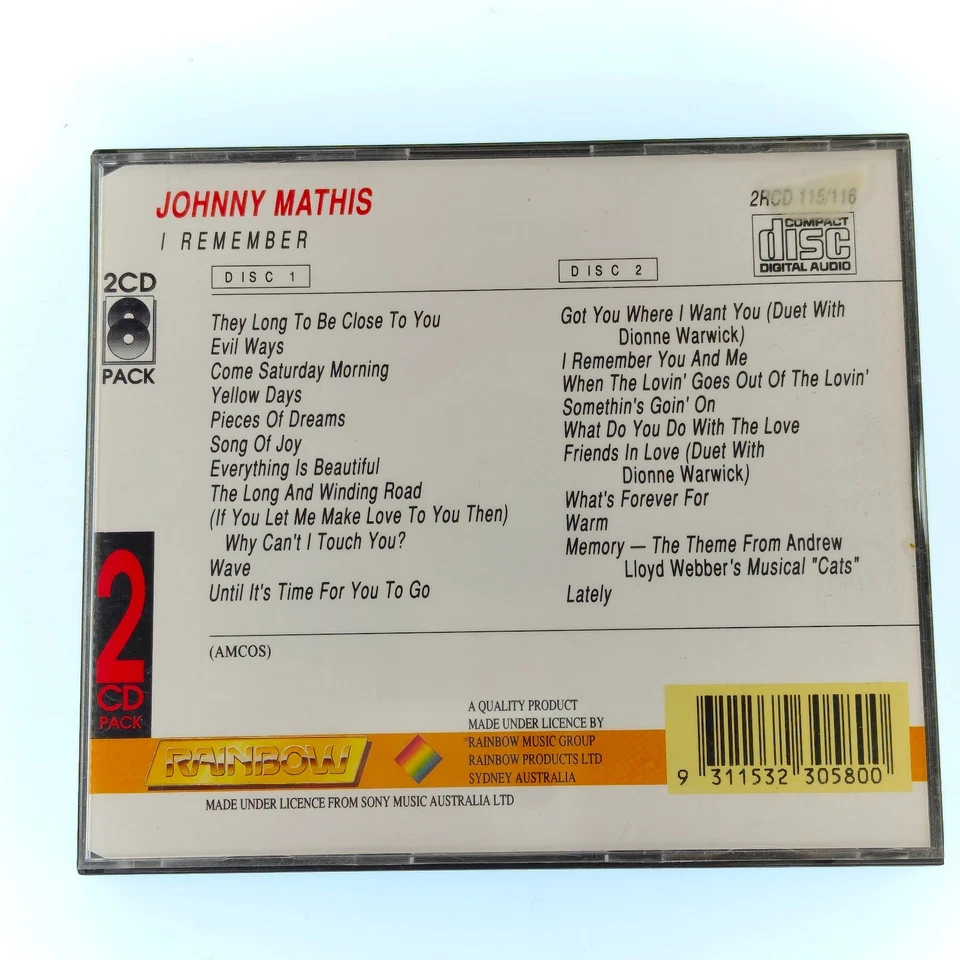 JOHNNY MATHIS
I REMEMBER
2RCD 115/116
COMPACT
disc
DIGITAL AUDIO
2CD
PACK
DISC 1
They Long To Be Close To You
Evil Ways
Come Saturday Morning
Yellow Days
Pieces Of Dreams
Song Of Joy
Everything Is Beautiful
The Long And Winding Road
(If You Let Me Make Love To You Then)
Why Can't I Touch You?
Wave
Until It's Time For You To Go
DISC 2
Got You Where I Want You (Duet With
Dionne Warwick)
I Remember You And Me
When The Lovin' Goes Out Of The Lovin'
Somethin's Goin' On
What Do You Do With The Love
Friends In Love (Duet With
Dionne Warwick)
What's Forever For
Warm
Memory — The Theme From Andrew
Lloyd Webber's Musical "Cats"
Lately
(AMCOS)
2
CD
PACK
RAINBOW
A QUALITY PRODUCT
MADE UNDER LICENCE BY
RAINBOW MUSIC GROUP
RAINBOW PRODUCTS LTD
SYDNEY AUSTRALIA
9 311532 305800
MADE UNDER LICENCE FROM SONY MUSIC AUSTRALIA LTD